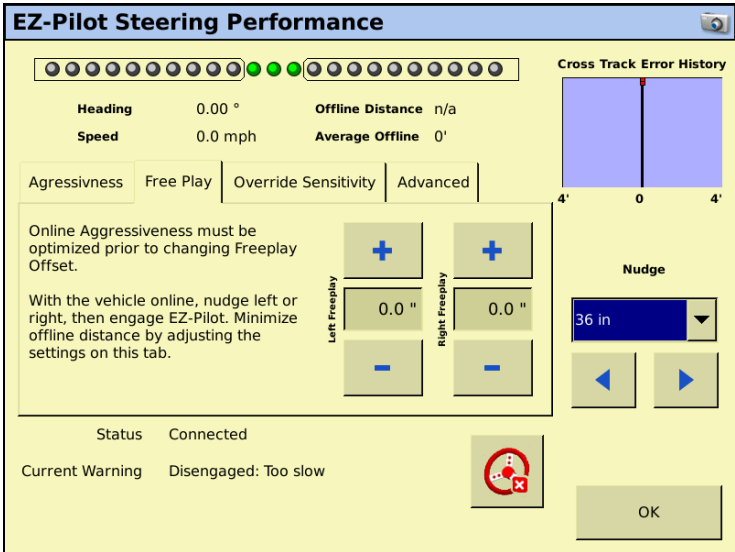 EZ-Pilot Steering Performance
Cross Track Error History
Heading 0.00 ° Offline Distance n/a
Speed 0.0 mph Average Offline 0'
4' 0 4'
Agressivness Free Play Override Sensitivity Advanced
Online Aggressiveness must be
optimized prior to changing Freeplay
Offset.
With the vehicle online, nudge left or
right, then engage EZ-Pilot. Minimize
offline distance by adjusting the
settings on this tab.
Left Freeplay
+
0.0 "
-
Right Freeplay
+
0.0 "
-
Nudge
36 in
Status Connected
Current Warning Disengaged: Too slow
OK